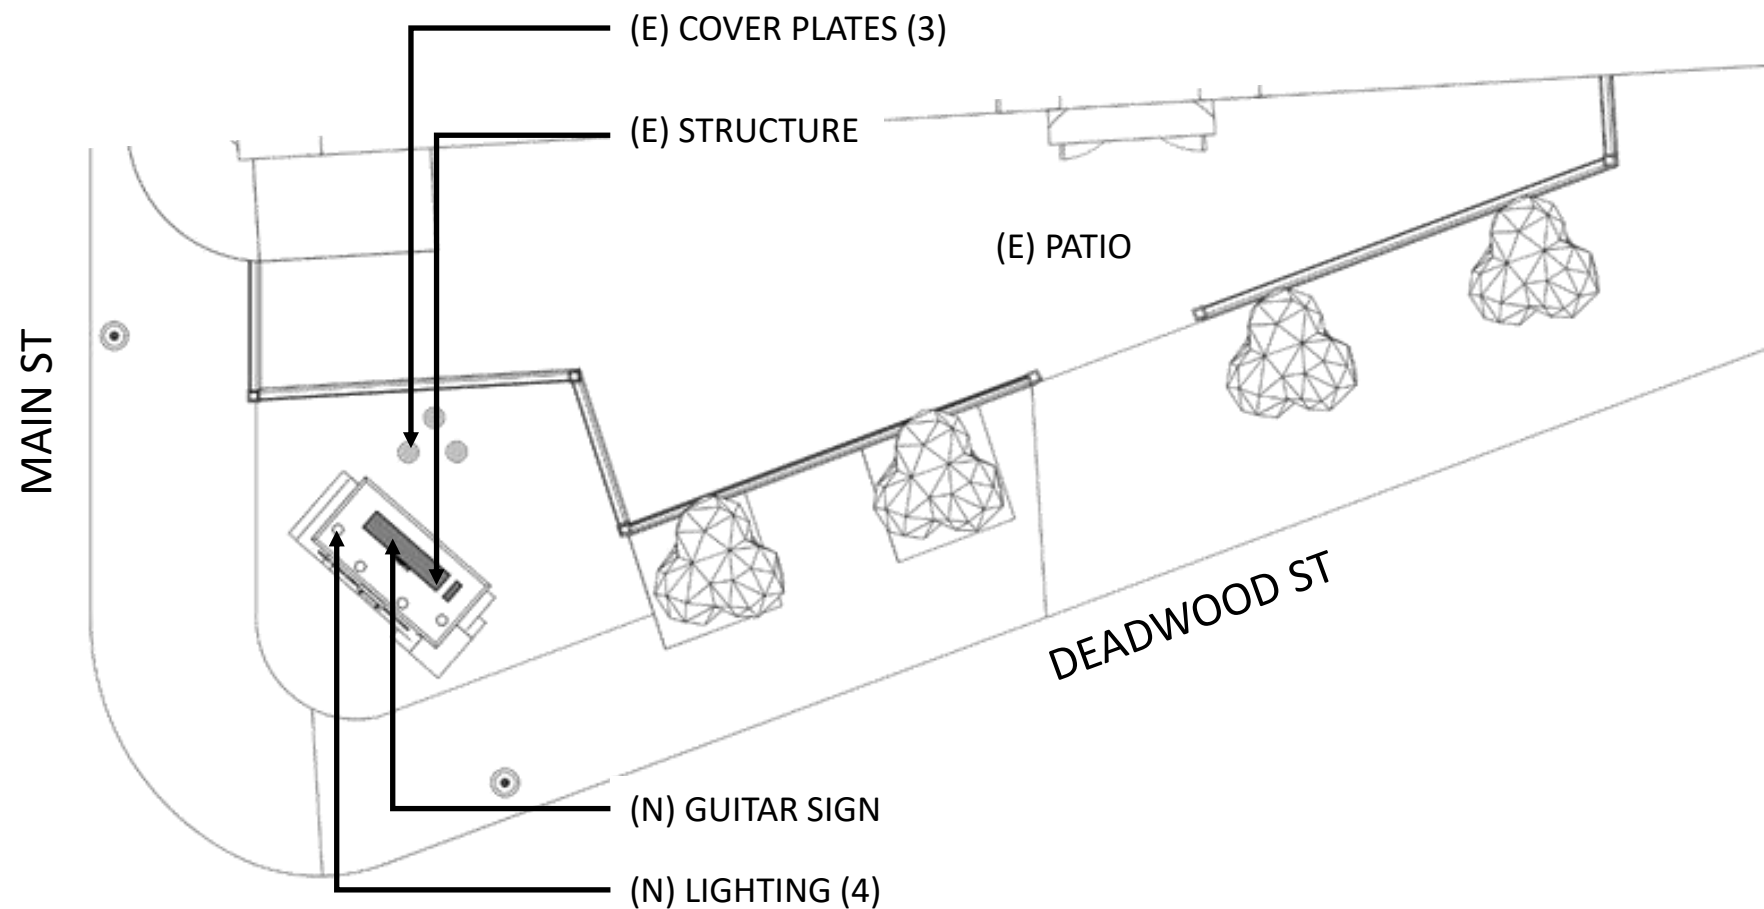 (E) COVER PLATES (3)
(E) STRUCTURE
(E) PATIO
MAIN ST
DEADWOOD ST
(N) GUITAR SIGN
(N) LIGHTING (4)